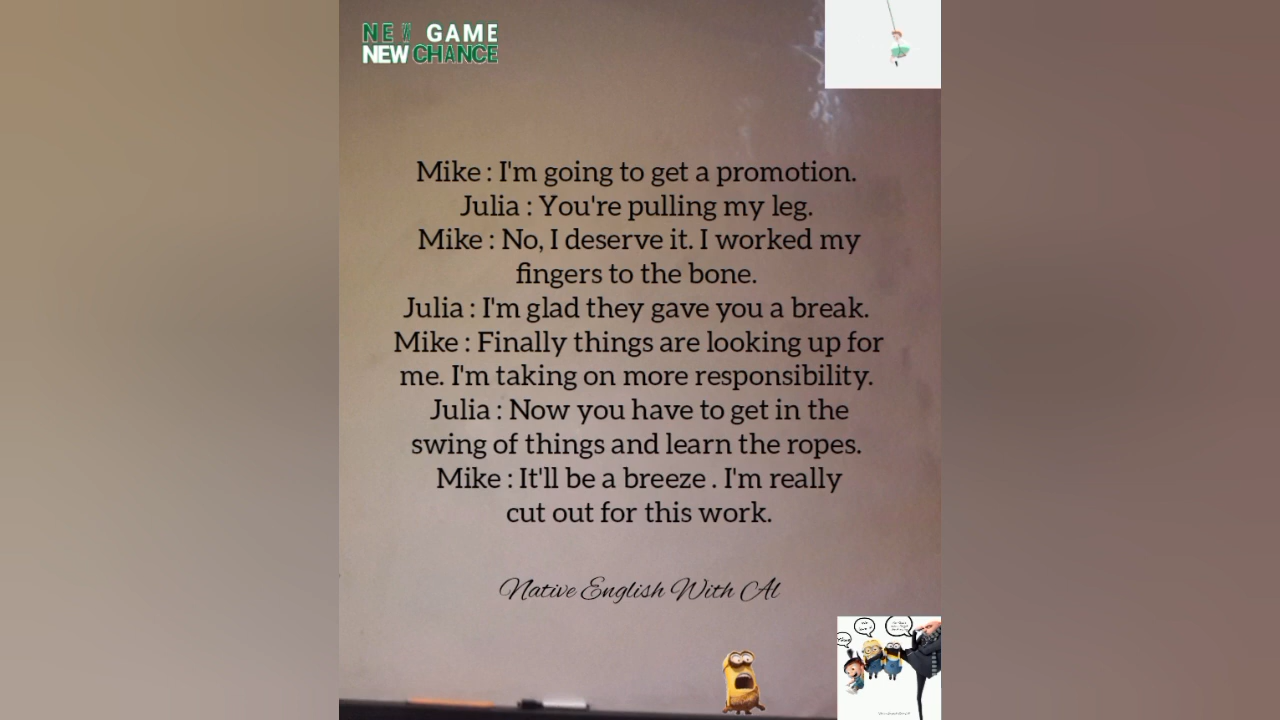 NEW GAME
NEW CHANCE
Mike : I'm going to get a promotion.
Julia : You're pulling my leg.
Mike : No, I deserve it. I worked my
fingers to the bone.
Julia : I'm glad they gave you a break.
Mike : Finally things are looking up for
me. I'm taking on more responsibility.
Julia : Now you have to get in the
swing of things and learn the ropes.
Mike : It'll be a breeze . I'm really
cut out for this work.
Native English With Al